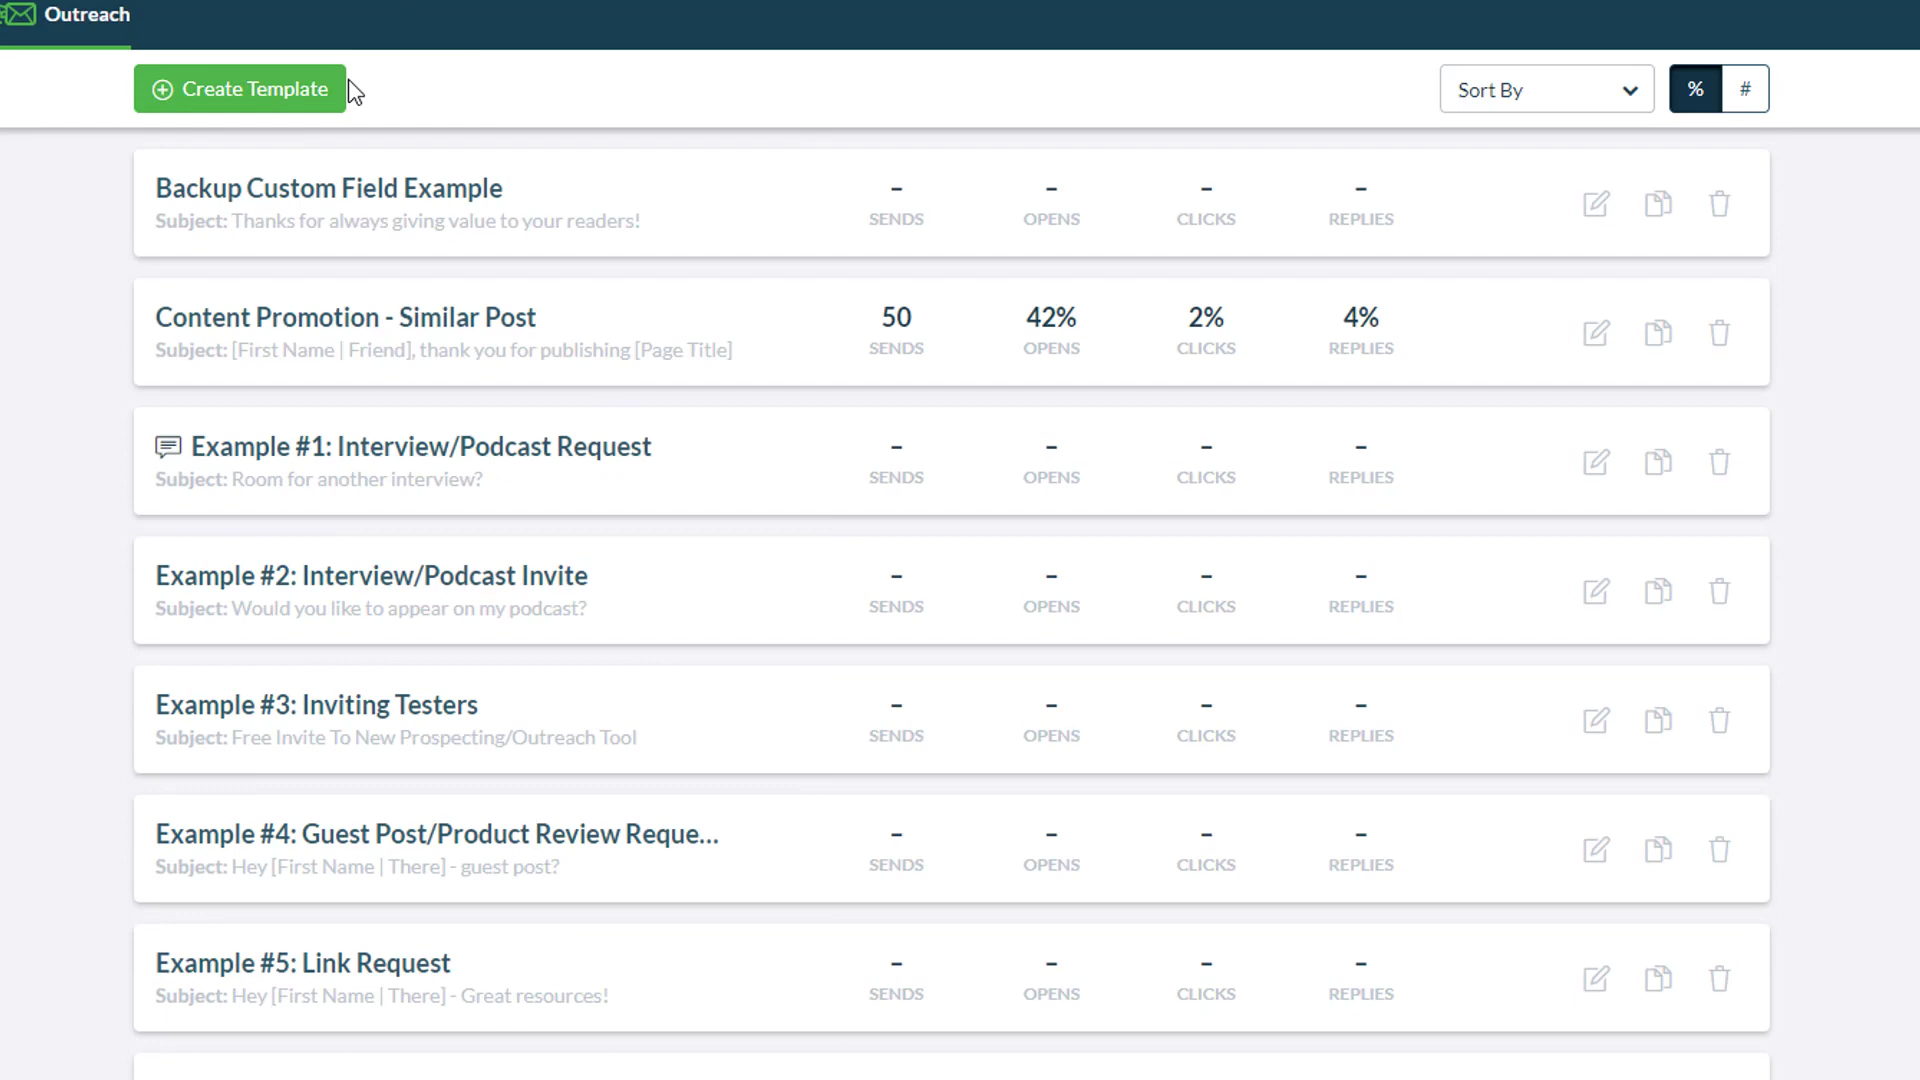 Outreach
Create Template
Sort By
% #
Backup Custom Field Example
Subject: Thanks for always giving value to your readers!
– – – –
SENDS OPENS CLICKS REPLIES
Content Promotion - Similar Post
Subject: [First Name | Friend], thank you for publishing [Page Title]
50 42% 2% 4%
SENDS OPENS CLICKS REPLIES
Example #1: Interview/Podcast Request
Subject: Room for another interview?
– – – –
SENDS OPENS CLICKS REPLIES
Example #2: Interview/Podcast Invite
Subject: Would you like to appear on my podcast?
– – – –
SENDS OPENS CLICKS REPLIES
Example #3: Inviting Testers
Subject: Free Invite To New Prospecting/Outreach Tool
– – – –
SENDS OPENS CLICKS REPLIES
Example #4: Guest Post/Product Review Reque...
Subject: Hey [First Name | There] - guest post?
– – – –
SENDS OPENS CLICKS REPLIES
Example #5: Link Request
Subject: Hey [First Name | There] - Great resources!
– – – –
SENDS OPENS CLICKS REPLIES